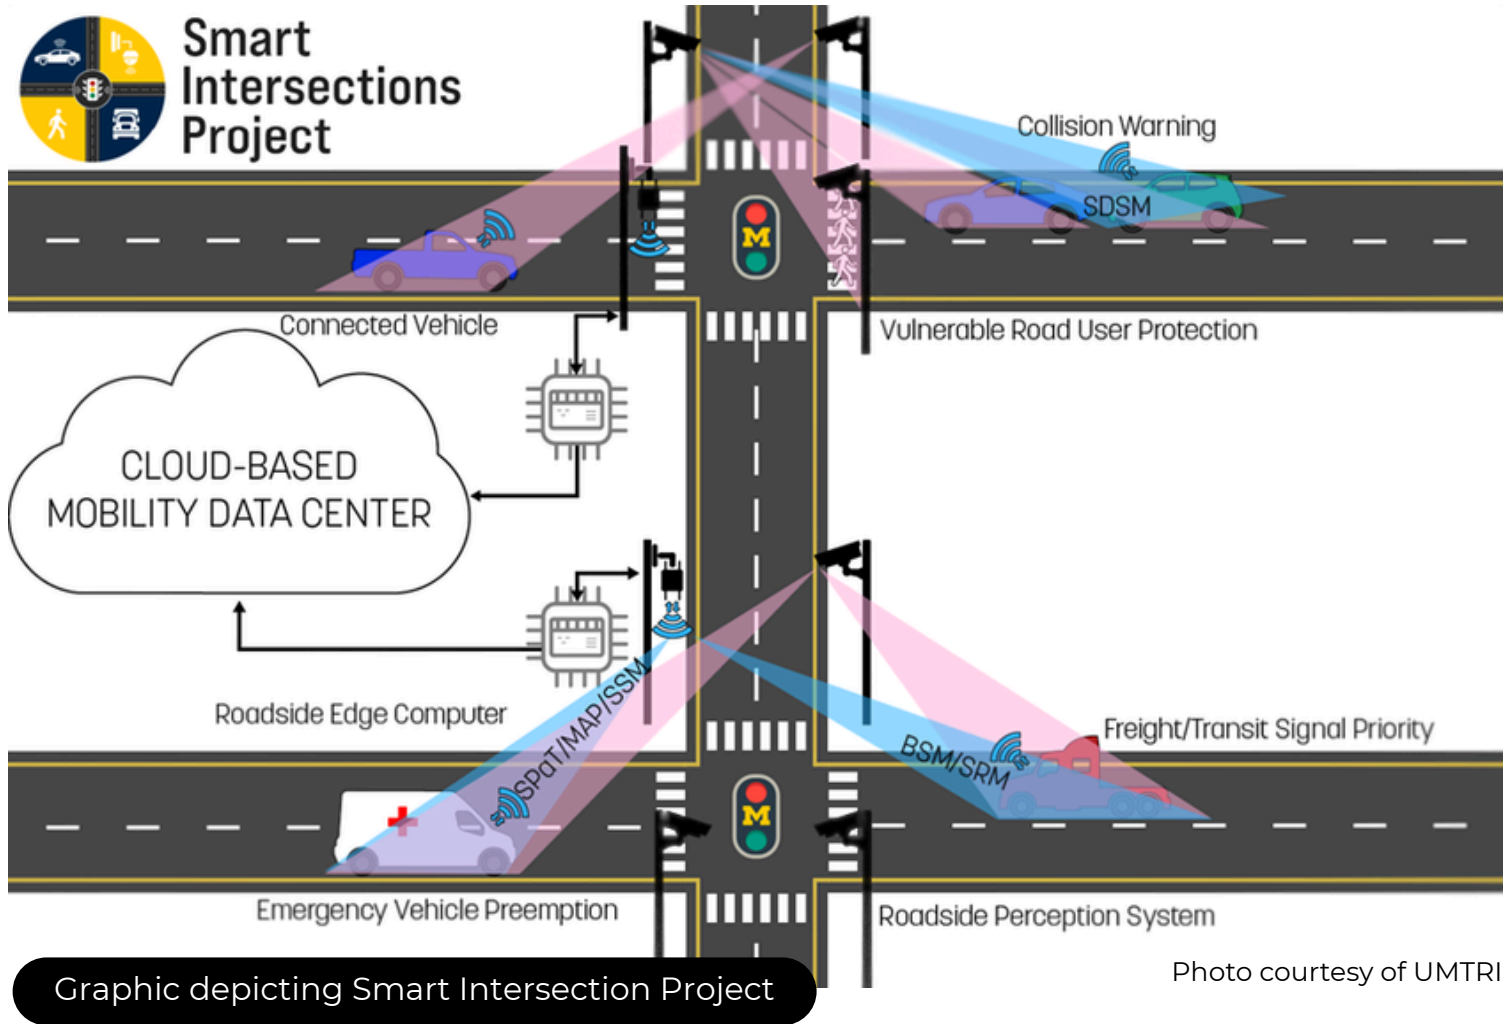 Smart
Intersections
Project
Collision Warning
SDSM
M
Connected Vehicle
Vulnerable Road User Protection
CLOUD-BASED
MOBILITY DATA CENTER
SPaT/MAP/SSM
Roadside Edge Computer
BSM/SRM
Freight/Transit Signal Priority
M
Emergency Vehicle Preemption
Roadside Perception System
Graphic depicting Smart Intersection Project
Photo courtesy of UMTRI